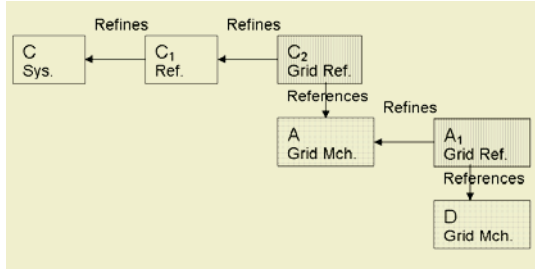 Refines
Refines
C
Sys.
C₁
Ref.
C₂
Grid Ref.
References
Refines
A
Grid Mch.
A₁
Grid Ref.
References
D
Grid Mch.